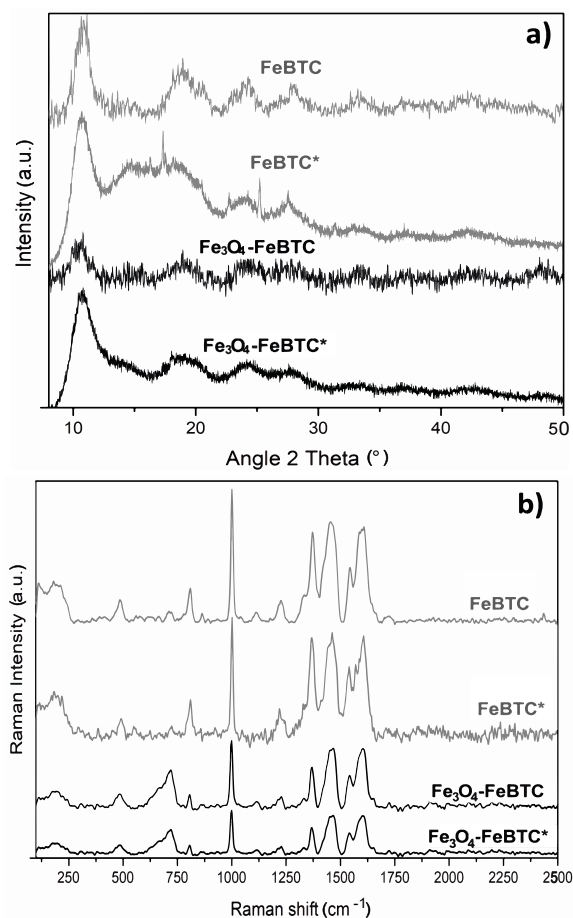 a)
FeBTC
FeBTC*
Fe₃O₄-FeBTC
Fe₃O₄-FeBTC*
Intensity (a.u.)
10 20 30 40 50
Angle 2 Theta (°)
b)
FeBTC
FeBTC*
Fe₃O₄-FeBTC
Fe₃O₄-FeBTC*
Raman Intensity (a.u.)
250 500 750 1000 1250 1500 1750 2000 2250 2500
Raman shift (cm⁻¹)